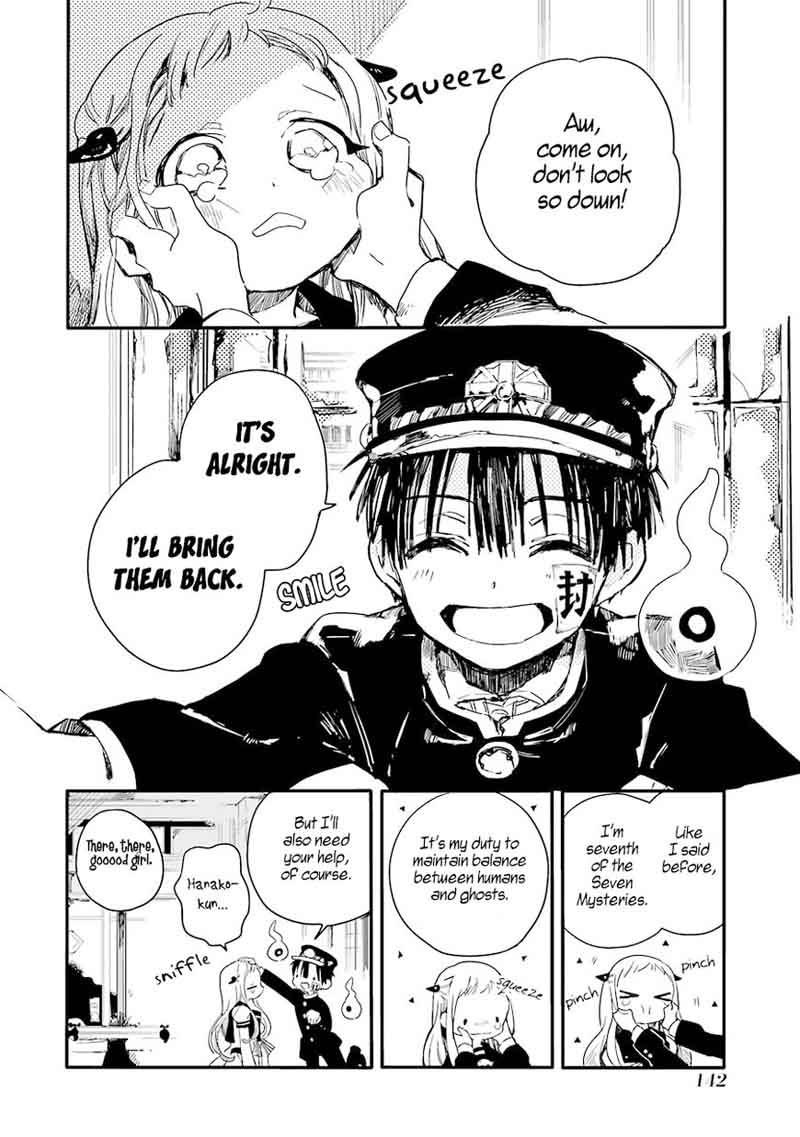 squeeze
Aw,
come on,
don't look
so down!
IT'S
ALRIGHT.
I'LL BRING
THEM BACK.
SMILE
封
Like
I said
before,
I'm
seventh
of the
Seven
Mysteries.
pinch
pinch
It's my duty to
maintain balance
between humans
and ghosts.
squeeze
But I'll
also need
your help,
of course.
Hanako-
kun...
sniffle
There, there,
gooood girl.
142